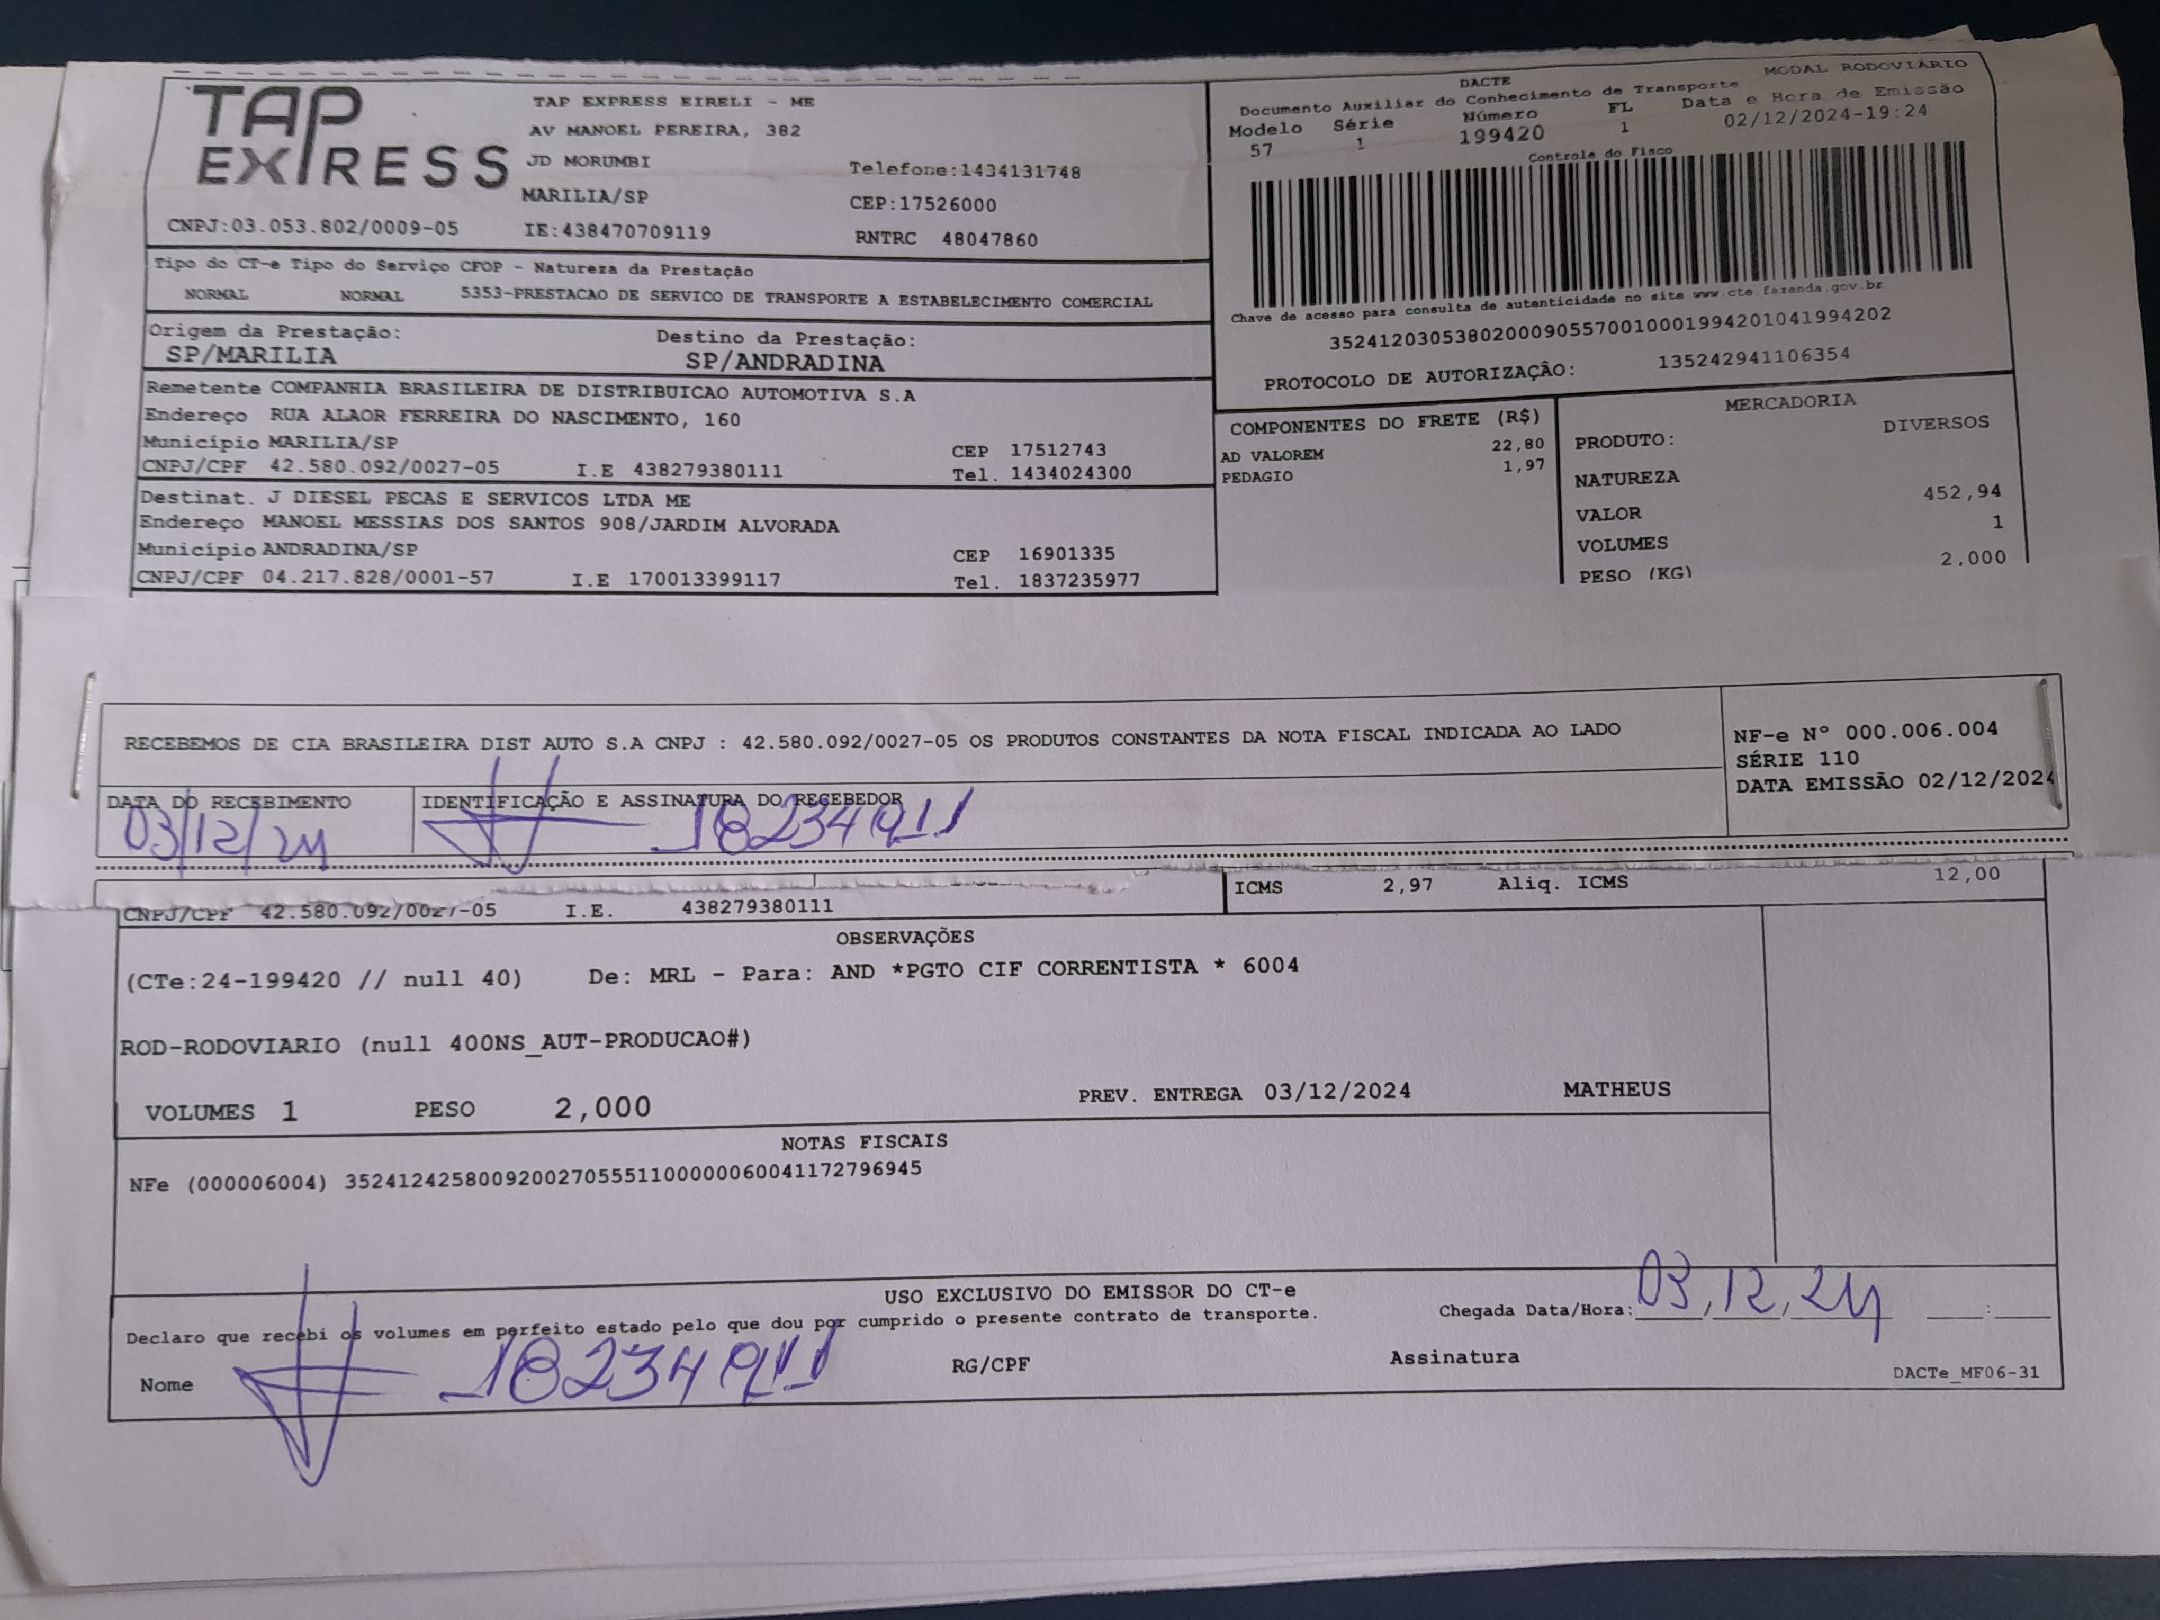 TAP EXPRESS
TAP EXPRESS EIRELI - ME
AV MANOEL PEREIRA, 382
JD MORUMBI
Telefone:1434131748
MARILIA/SP
CEP:17526000
CNPJ:03.053.802/0009-05 IE:438470709119 RNTRC 48047860
DACTE MODAL RODOVIÁRIO
Documento Auxiliar do Conhecimento de Transporte
Modelo Série Número FL Data e Hora de Emissão
57 1 199420 1 02/12/2024-19:24
Controle do Fisco
Chave de acesso para consulta de autenticidade no site www.cte.fazenda.gov.br
35241203053802000905570010001994201041994202
PROTOCOLO DE AUTORIZAÇÃO: 135242941106354
Tipo do CT-e Tipo do Serviço CFOP - Natureza da Prestação
NORMAL NORMAL 5353-PRESTACAO DE SERVICO DE TRANSPORTE A ESTABELECIMENTO COMERCIAL
Origem da Prestação: Destino da Prestação:
SP/MARILIA SP/ANDRADINA
Remetente COMPANHIA BRASILEIRA DE DISTRIBUICAO AUTOMOTIVA S.A
Endereço RUA ALAOR FERREIRA DO NASCIMENTO, 160
Município MARILIA/SP CEP 17512743
CNPJ/CPF 42.580.092/0027-05 I.E 438279380111 Tel. 1434024300
Destinat. J DIESEL PECAS E SERVICOS LTDA ME
Endereço MANOEL MESSIAS DOS SANTOS 908/JARDIM ALVORADA
Município ANDRADINA/SP CEP 16901335
CNPJ/CPF 04.217.828/0001-57 I.E 170013399117 Tel. 1837235977
COMPONENTES DO FRETE (R$)
AD VALOREM 22,80
PEDAGIO 1,97
MERCADORIA
PRODUTO: DIVERSOS
NATUREZA
VALOR 452,94
VOLUMES 1
PESO (KG) 2,000
RECEBEMOS DE CIA BRASILEIRA DIST AUTO S.A CNPJ : 42.580.092/0027-05 OS PRODUTOS CONSTANTES DA NOTA FISCAL INDICADA AO LADO
NF-e Nº 000.006.004
SÉRIE 110
DATA EMISSÃO 02/12/2024
DATA DO RECEBIMENTO IDENTIFICAÇÃO E ASSINATURA DO RECEBEDOR
03/12/24 18234911
ICMS 2,97 Aliq. ICMS 12,00
CNPJ/CPF 42.580.092/0027-05 I.E. 438279380111
OBSERVAÇÕES
(CTe:24-199420 // null 40) De: MRL - Para: AND *PGTO CIF CORRENTISTA * 6004
ROD-RODOVIARIO (null 400NS_AUT-PRODUCAO#)
VOLUMES 1 PESO 2,000 PREV. ENTREGA 03/12/2024 MATHEUS
NOTAS FISCAIS
NFe (000006004) 35241242580092002705551100000060041172796945
USO EXCLUSIVO DO EMISSOR DO CT-e
Declaro que recebi os volumes em perfeito estado pelo que dou por cumprido o presente contrato de transporte.
Chegada Data/Hora: 03,12,24 :
Nome 18234911 RG/CPF Assinatura
DACTe_MF06-31